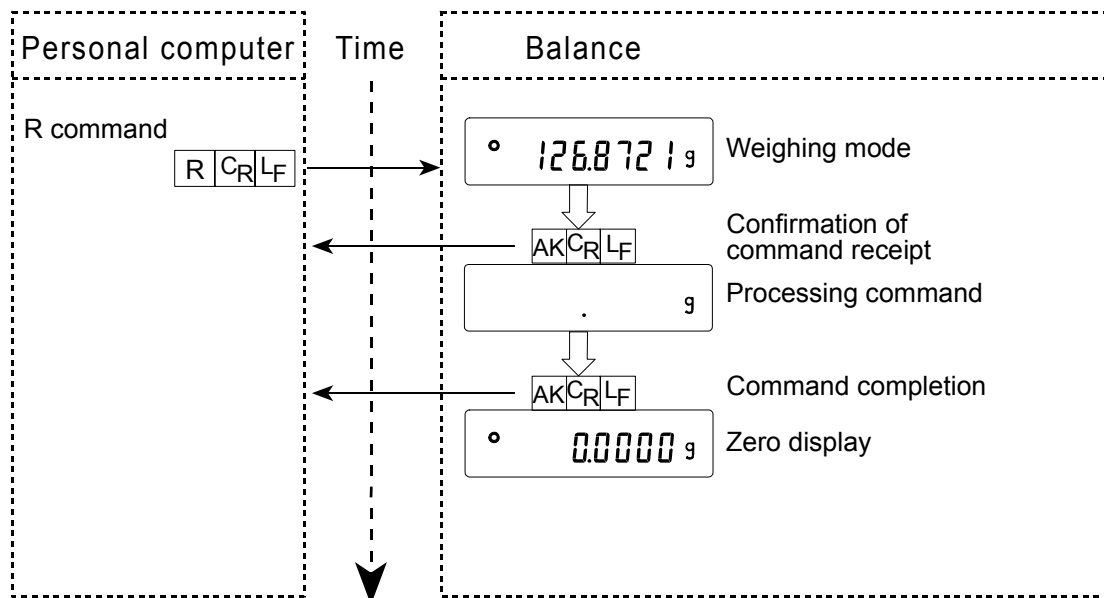 Personal computer
Time
Balance
R command
R CR LF
126.8721 g
Weighing mode
AK CR LF
Confirmation of
command receipt
. g
Processing command
AK CR LF
Command completion
0.0000 g
Zero display